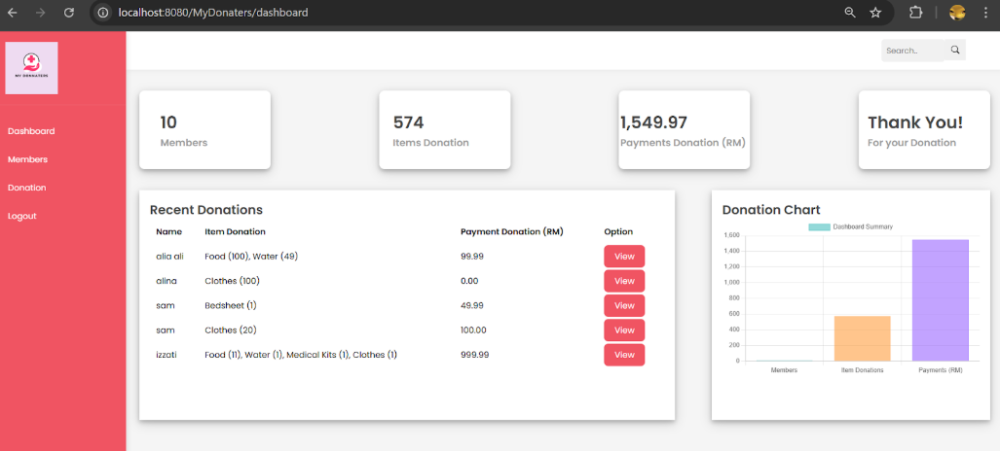 localhost:8080/MyDonaters/dashboard
MY DONNATERS
Search..
Dashboard
Members
Donation
Logout
10
Members
574
Items Donation
1,549.97
Payments Donation (RM)
Thank You!
For your Donation
Recent Donations
Name Item Donation Payment Donation (RM) Option
alia ali Food (100), Water (49) 99.99 View
alina Clothes (100) 0.00 View
sam Bedsheet (1) 49.99 View
sam Clothes (20) 100.00 View
izzati Food (11), Water (1), Medical Kits (1), Clothes (1) 999.99 View
Donation Chart
Dashboard Summary
1,600
1,400
1,200
1,000
800
600
400
200
0
Members Item Donations Payments (RM)